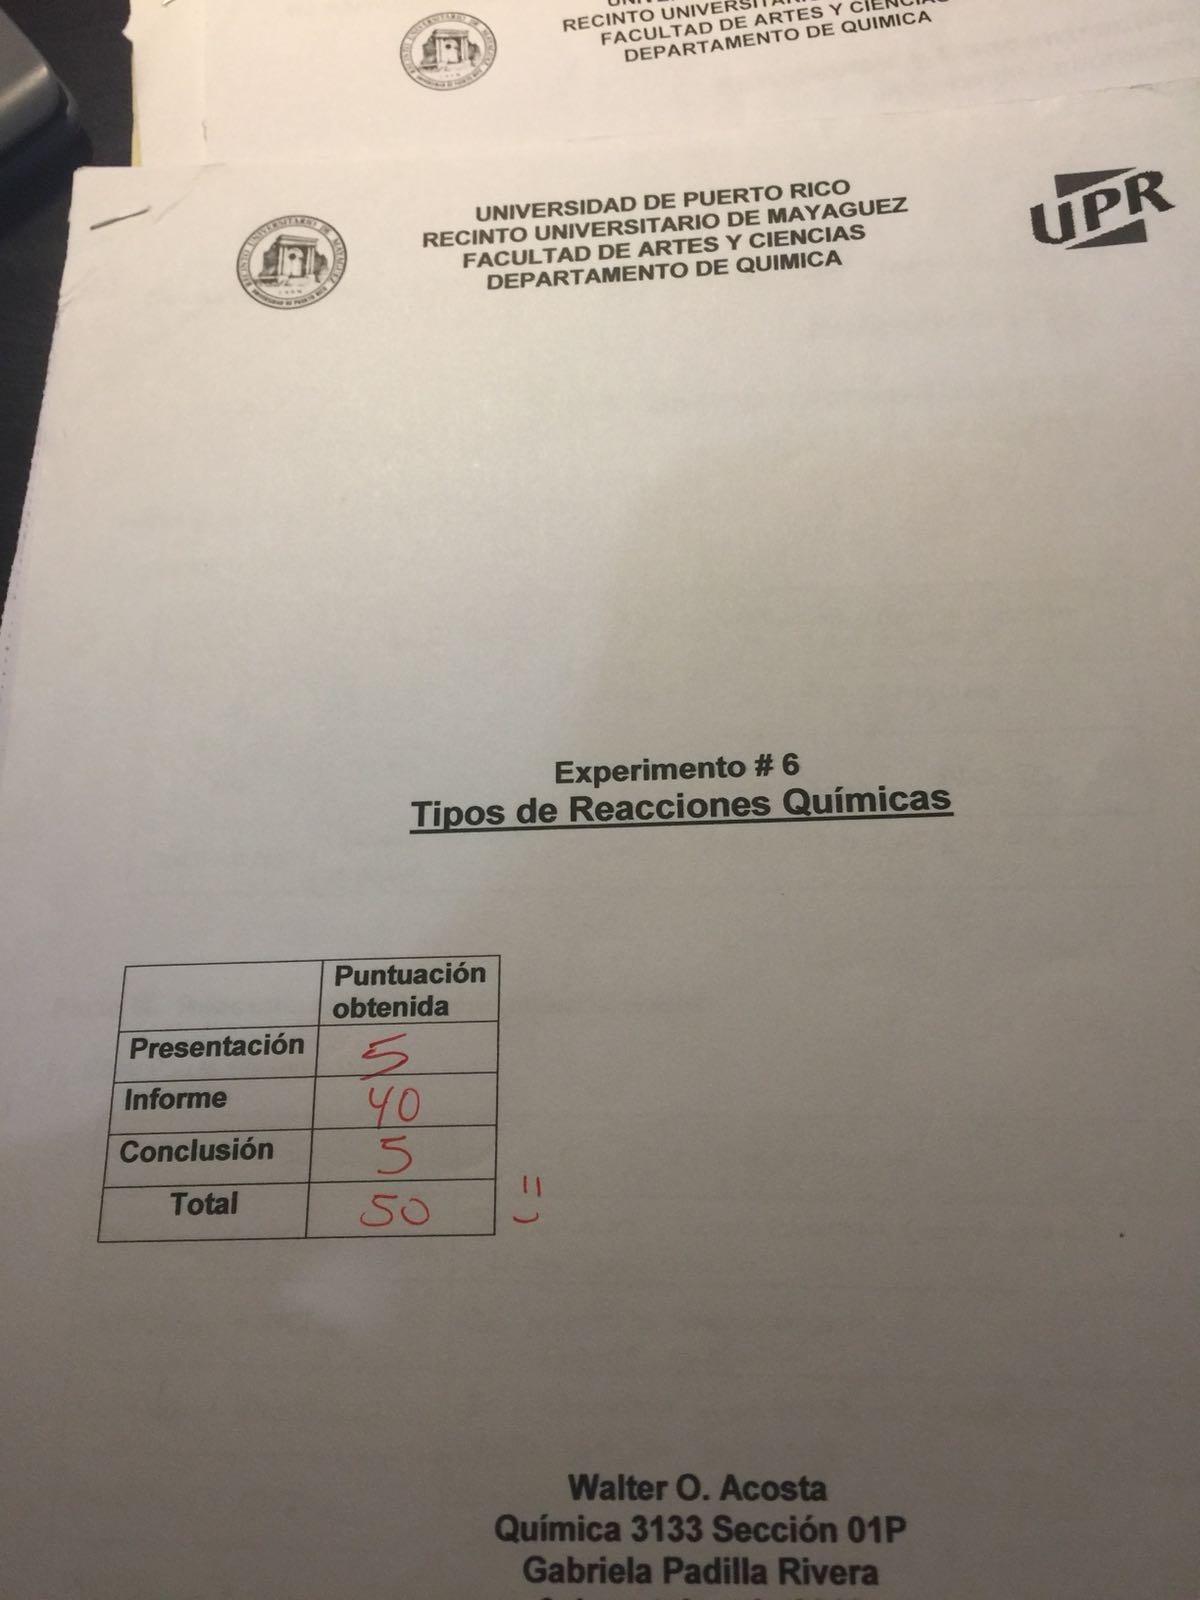 RECINTO UNIVERSITARIO
FACULTAD DE ARTES Y CIENCIAS
DEPARTAMENTO DE QUIMICA
UNIVERSIDAD DE PUERTO RICO
RECINTO UNIVERSITARIO DE MAYAGUEZ
FACULTAD DE ARTES Y CIENCIAS
DEPARTAMENTO DE QUIMICA
UPR
Experimento # 6
Tipos de Reacciones Químicas
Puntuación
obtenida
Presentación 5
Informe 40
Conclusión 5
Total 50
Walter O. Acosta
Química 3133 Sección 01P
Gabriela Padilla Rivera